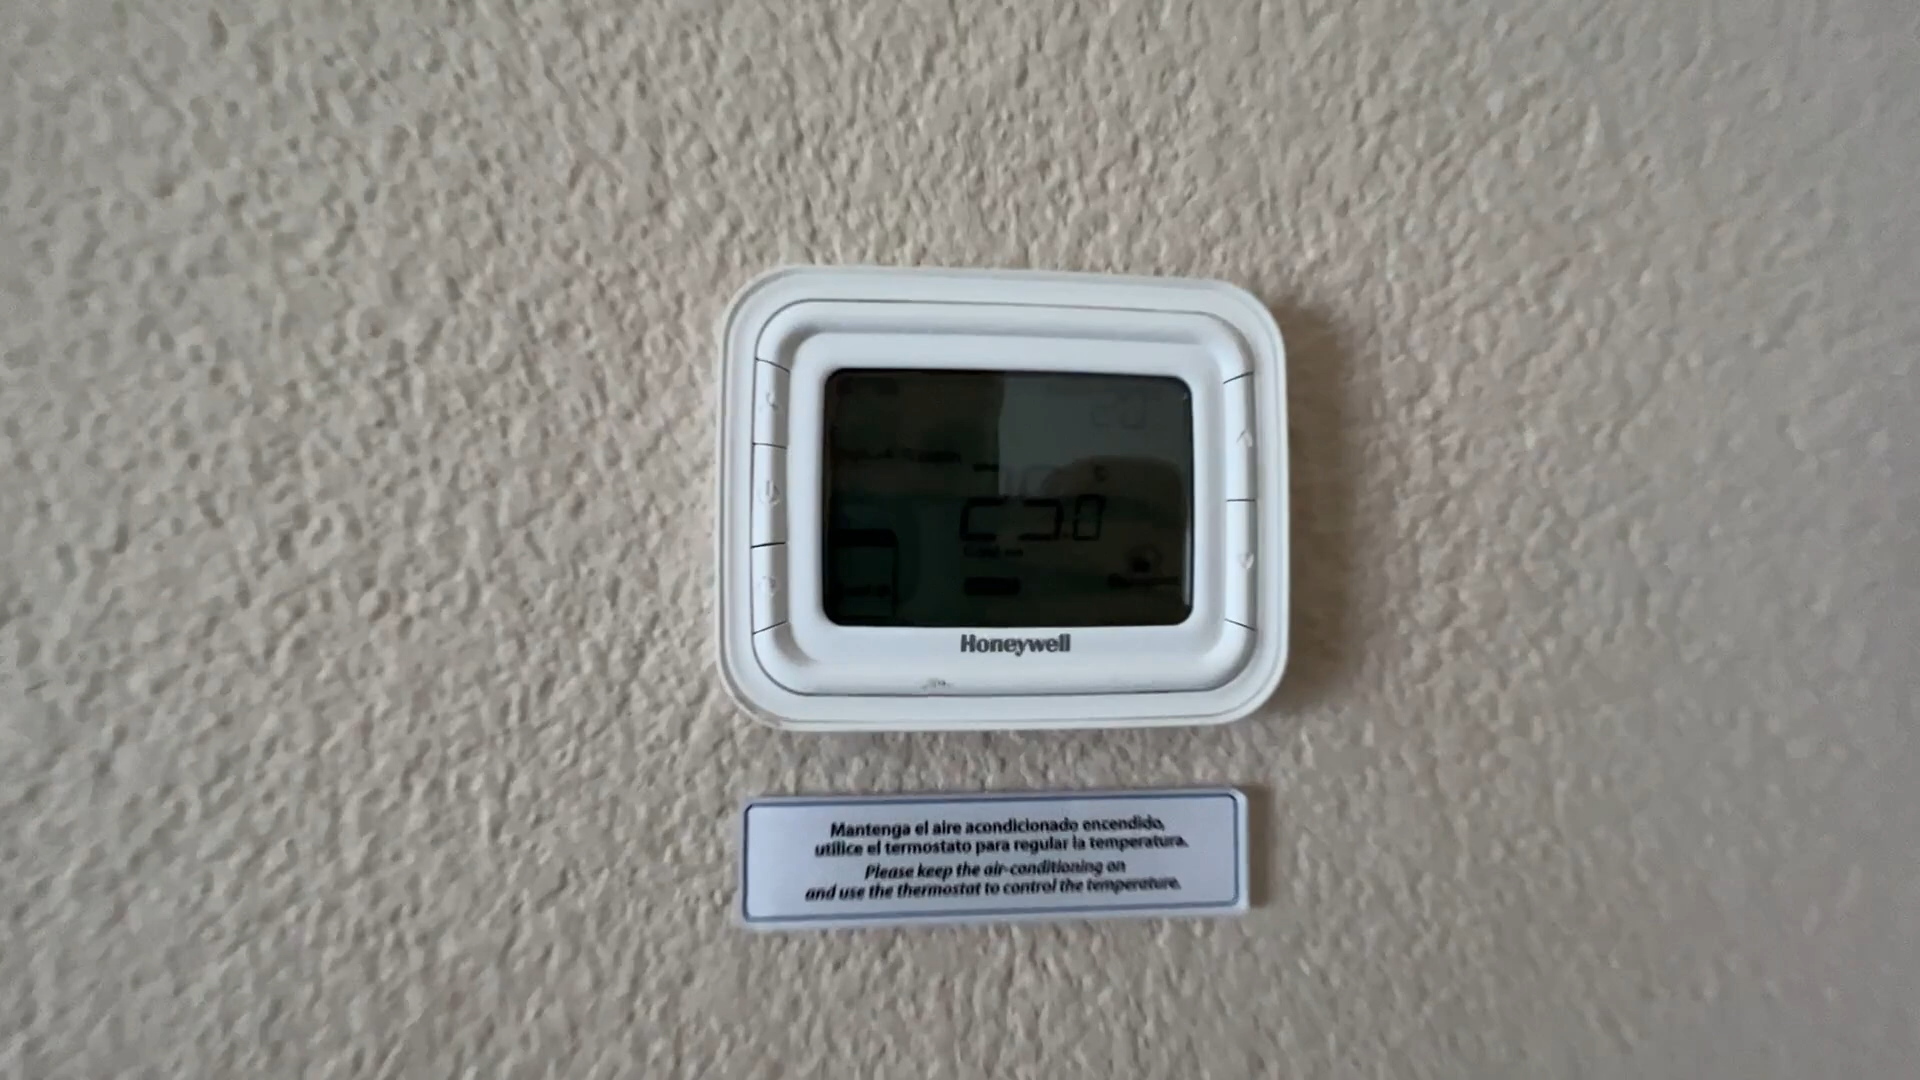 Honeywell
Mantenga el aire acondicionado encendido,
utilice el termostato para regular la temperatura.
Please keep the air-conditioning on
and use the thermostat to control the temperature.